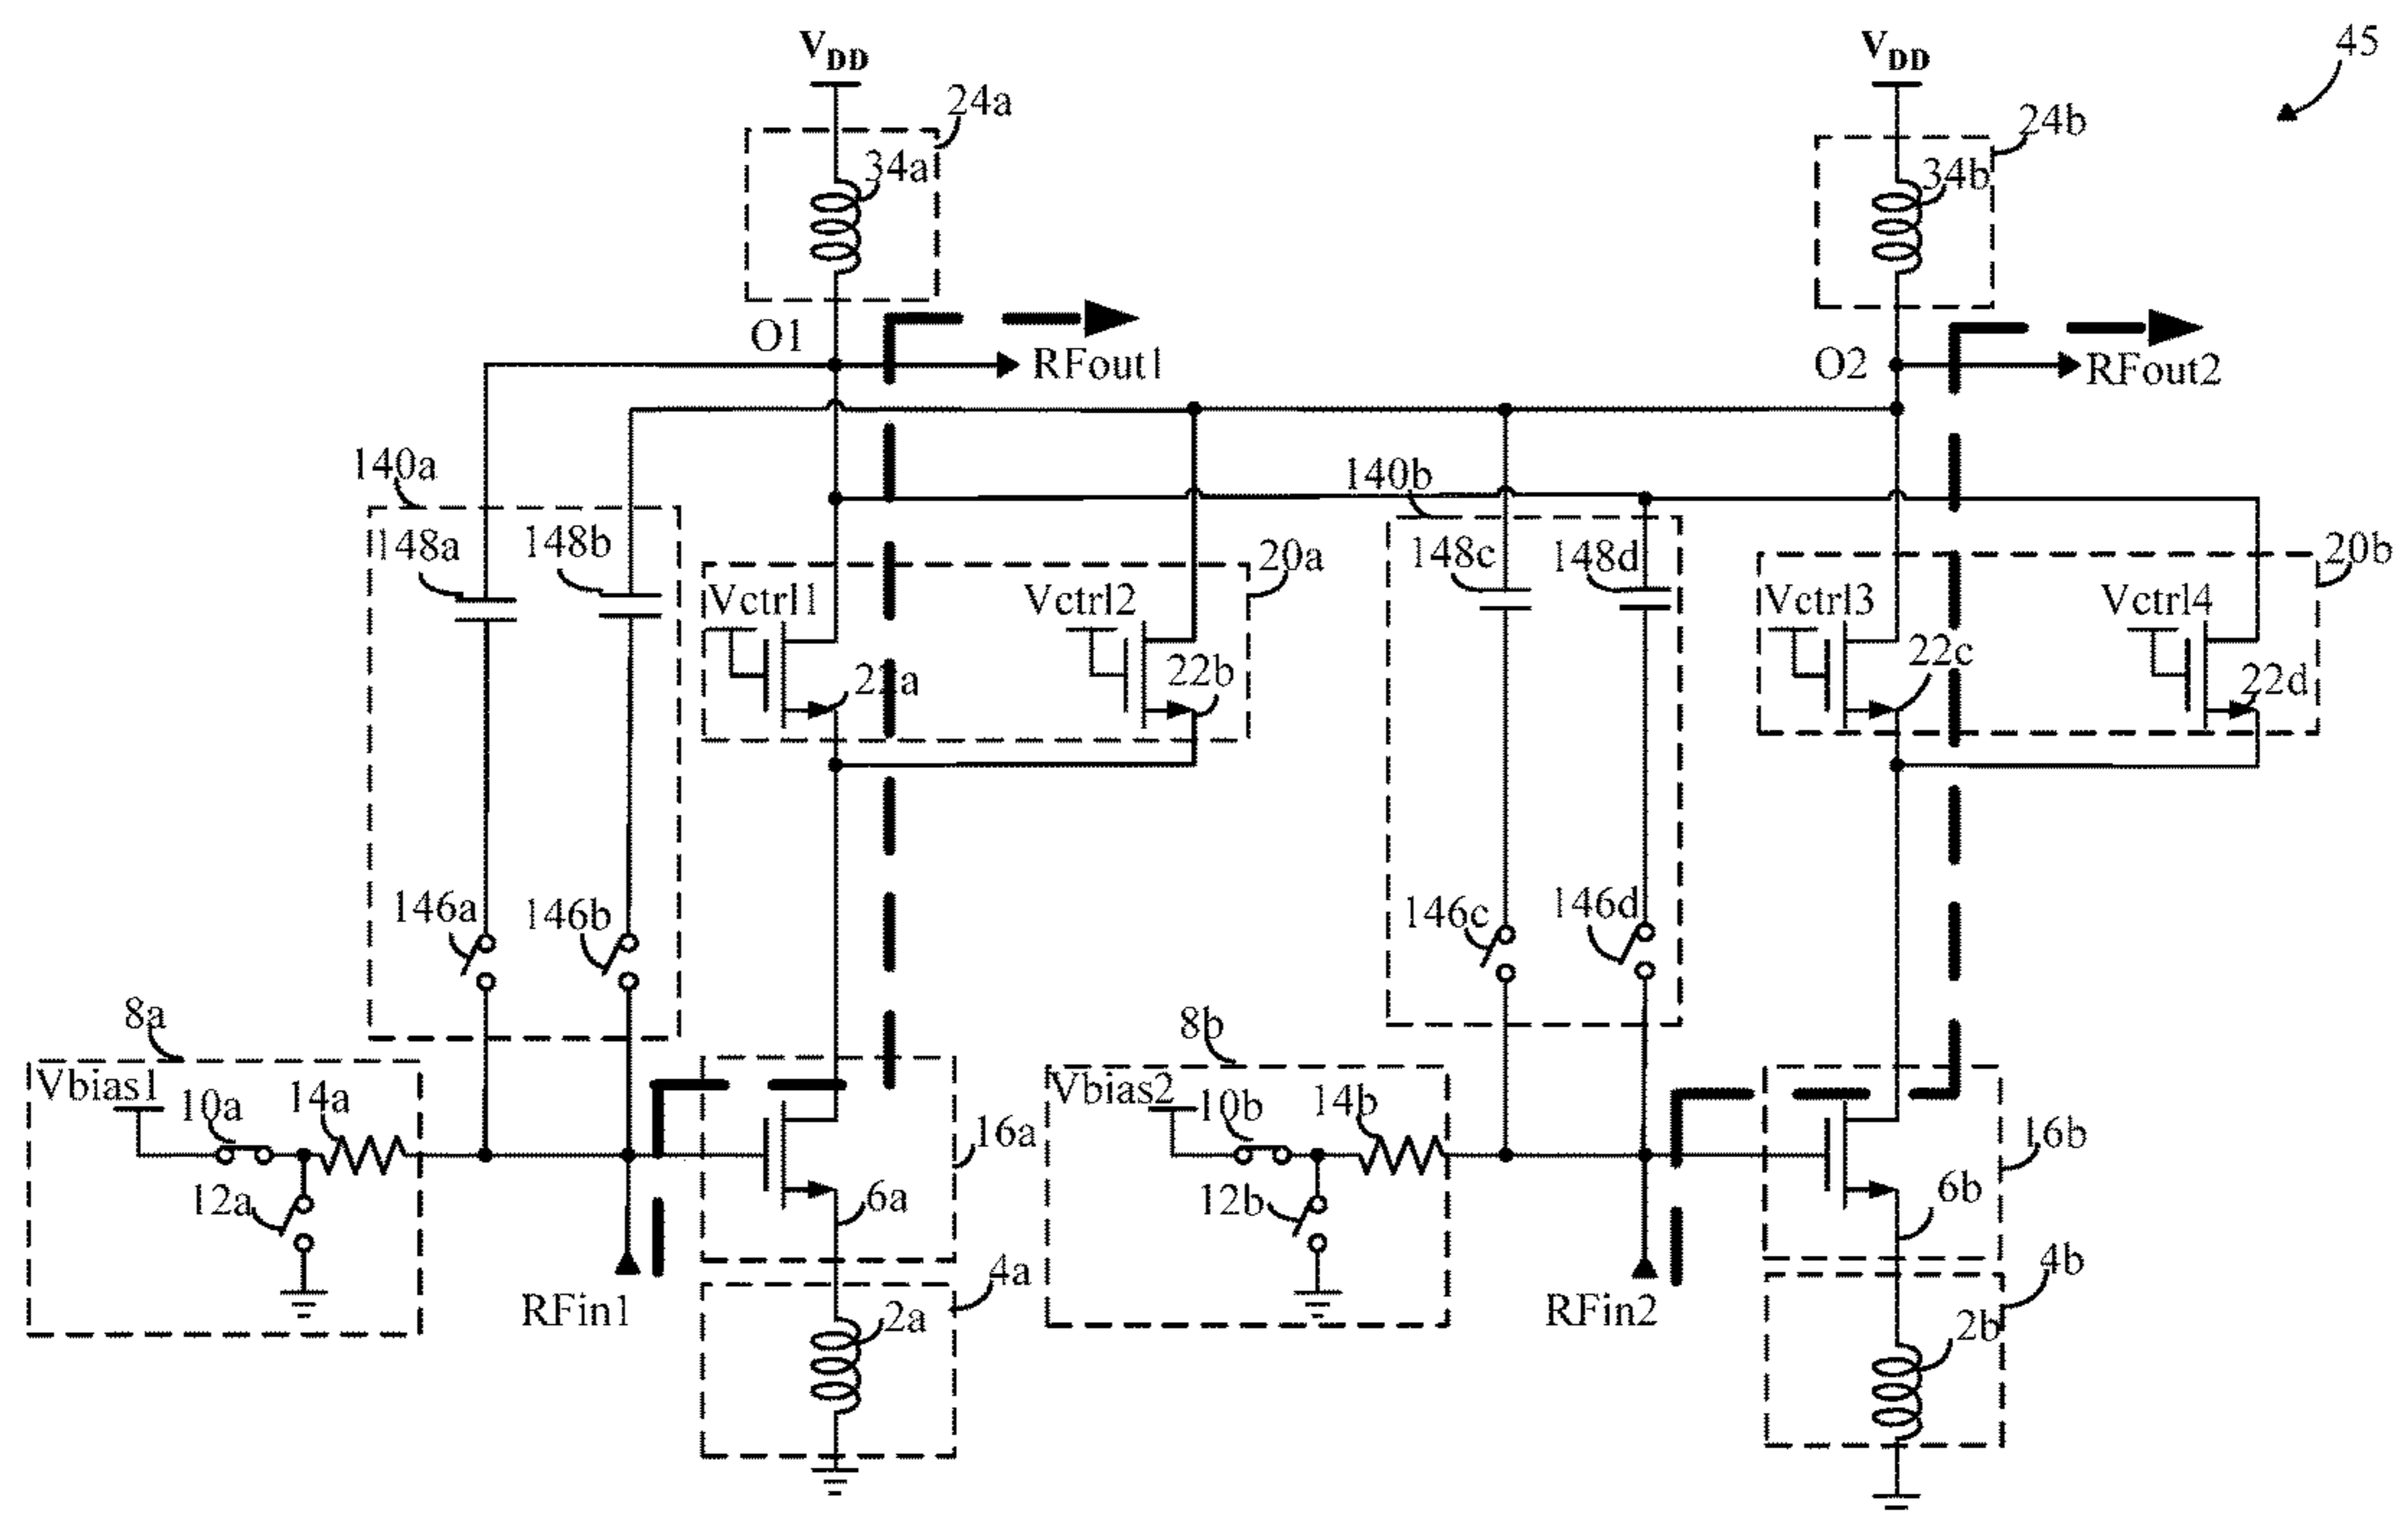 V_DD
V_DD
45
24a
24b
34a
34b
O1
RFout1
O2
RFout2
140a
140b
148a
148b
148c
148d
20a
20b
Vctrl1
Vctrl2
Vctrl3
Vctrl4
22a
22b
22c
22d
146a
146b
146c
146d
8a
8b
Vbias1
10a
14a
Vbias2
10b
14b
16a
16b
12a
6a
12b
6b
RFin1
4a
RFin2
4b
2a
2b